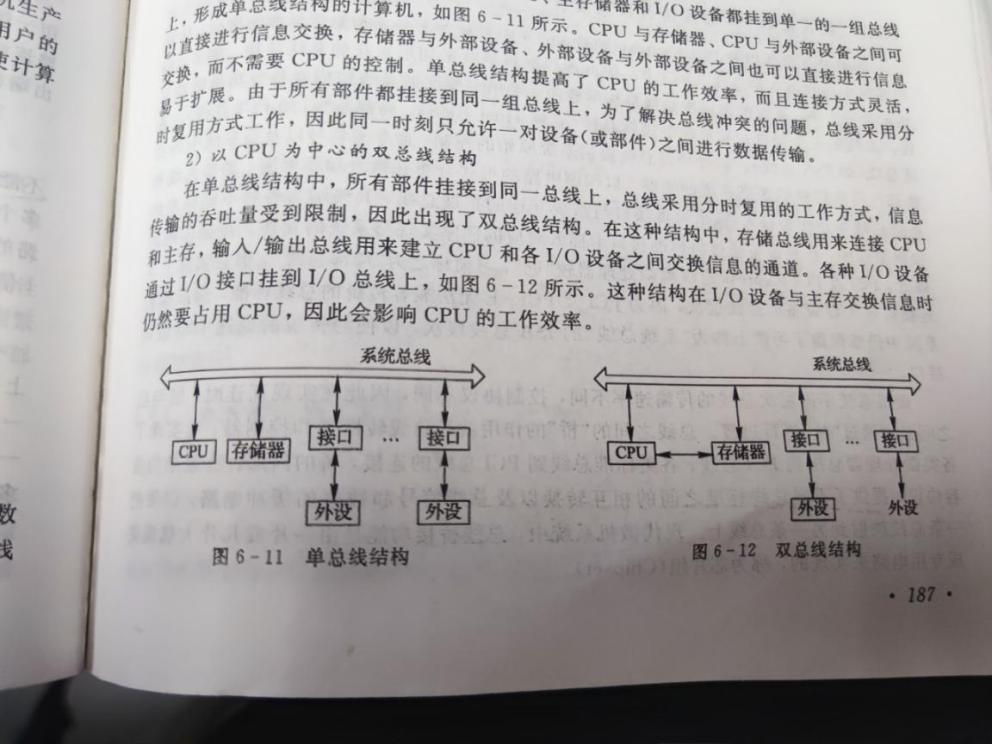 机生产
用户的
使计算
、主存储器和 I/O 设备都挂到单一的一组总线
上，形成单总线结构的计算机，如图 6-11 所示。CPU 与存储器、CPU 与外部设备之间可
以直接进行信息交换，存储器与外部设备、外部设备与外部设备之间也可以直接进行信息
交换，而不需要 CPU 的控制。单总线结构提高了 CPU 的工作效率，而且连接方式灵活，
易于扩展。由于所有部件都挂接到同一组总线上，为了解决总线冲突的问题，总线采用分
时复用方式工作，因此同一时刻只允许一对设备(或部件)之间进行数据传输。
2) 以 CPU 为中心的双总线结构
在单总线结构中，所有部件挂接到同一总线上，总线采用分时复用的工作方式，信息
传输的吞吐量受到限制，因此出现了双总线结构。在这种结构中，存储总线用来连接 CPU
和主存，输入/输出总线用来建立 CPU 和各 I/O 设备之间交换信息的通道。各种 I/O 设备
通过 I/O 接口挂到 I/O 总线上，如图 6-12 所示。这种结构在 I/O 设备与主存交换信息时
仍然要占用 CPU，因此会影响 CPU 的工作效率。
系统总线
CPU 存储器 接口 … 接口
外设 外设
图 6-11 单总线结构
系统总线
CPU 存储器 接口 … 接口
外设 外设
图 6-12 双总线结构
·187·
数
线